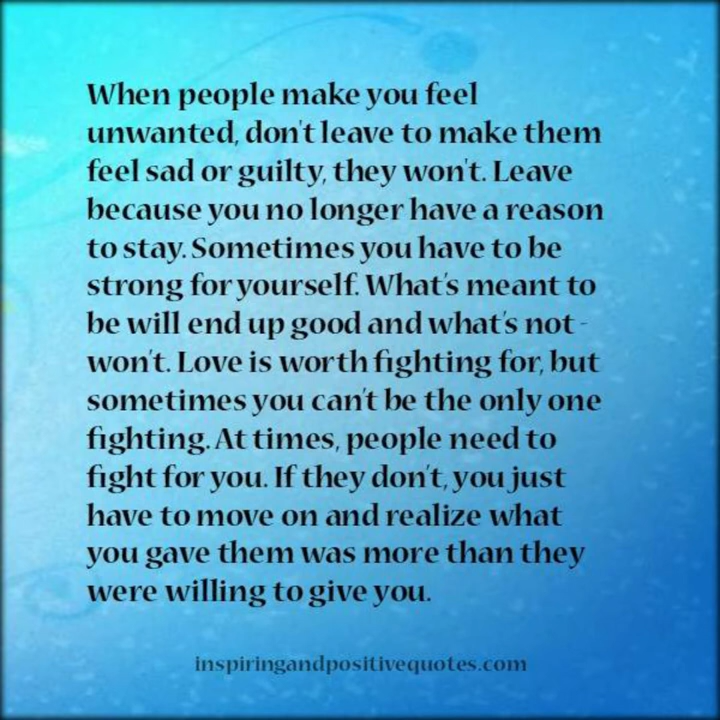 When people make you feel
unwanted, don't leave to make them
feel sad or guilty, they won't. Leave
because you no longer have a reason
to stay. Sometimes you have to be
strong for yourself. What's meant to
be will end up good and what's not -
won't. Love is worth fighting for, but
sometimes you can't be the only one
fighting. At times, people need to
fight for you. If they don't, you just
have to move on and realize what
you gave them was more than they
were willing to give you.
inspiringandpositivequotes.com